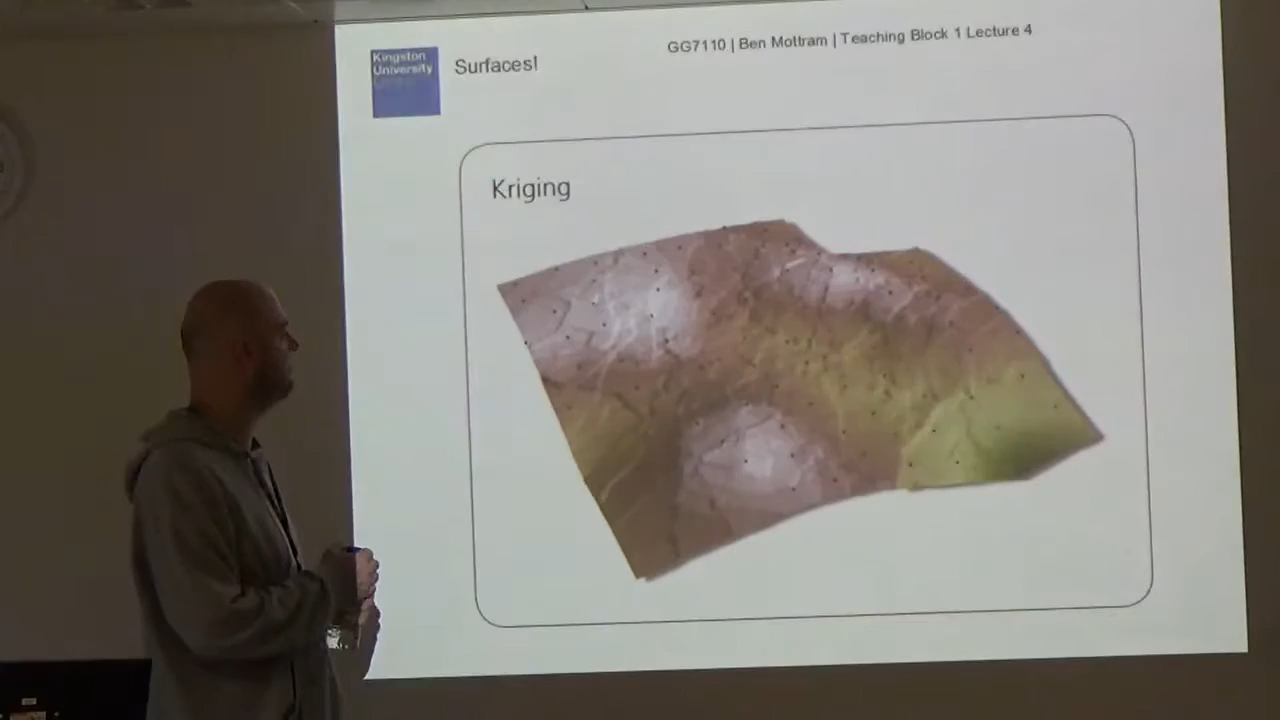 Kingston
University
Surfaces!
GG7110 | Ben Mottram | Teaching Block 1 Lecture 4
Kriging